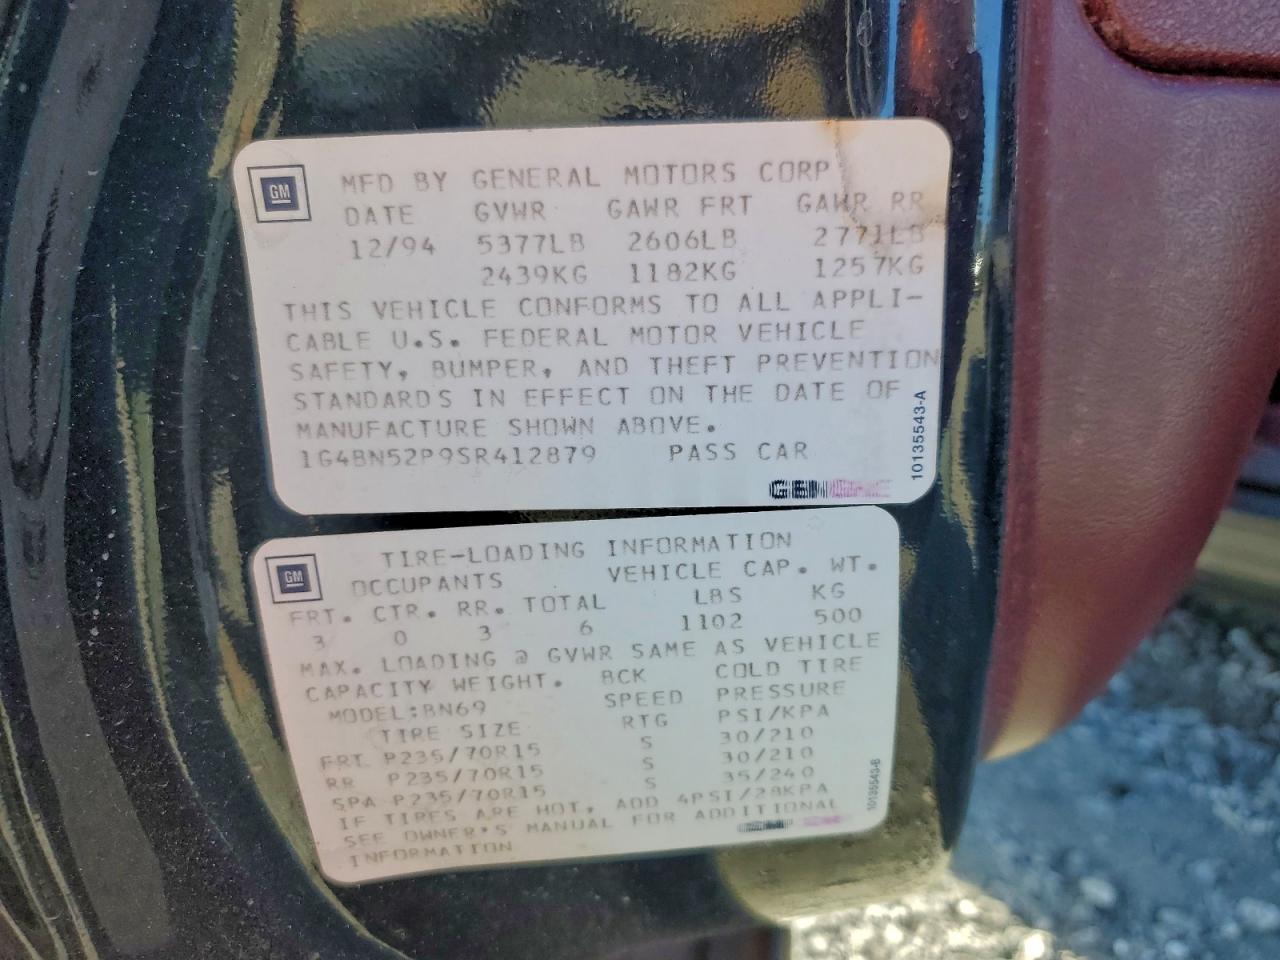 GM
MFD BY GENERAL MOTORS CORP
DATE GVWR GAWR FRT GAWR RR
12/94 5377LB 2606LB 2771LB
2439KG 1182KG 1257KG
THIS VEHICLE CONFORMS TO ALL APPLI-
CABLE U.S. FEDERAL MOTOR VEHICLE
SAFETY, BUMPER, AND THEFT PREVENTION
STANDARDS IN EFFECT ON THE DATE OF
MANUFACTURE SHOWN ABOVE.
1G4BN52P9SR412879 PASS CAR
10135543-A
GM
TIRE-LOADING INFORMATION
OCCUPANTS VEHICLE CAP. WT.
FRT. CTR. RR. TOTAL LBS KG
3 0 3 6 1102 500
MAX. LOADING @ GVWR SAME AS VEHICLE
CAPACITY WEIGHT. BCK COLD TIRE
MODEL:BN69 SPEED PRESSURE
TIRE SIZE RTG PSI/KPA
FRT P235/70R15 S 30/210
RR P235/70R15 S 30/210
SPA P235/70R15 S 35/240
IF TIRES ARE HOT, ADD 4PSI/28KPA
SEE OWNER'S MANUAL FOR ADDITIONAL
INFORMATION
10135543-B